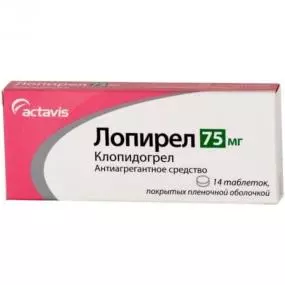 actavis
Лопирел 75 мг
Клопидогрел
Антиагрегантное средство
14 таблеток,
покрытых пленочной оболочкой